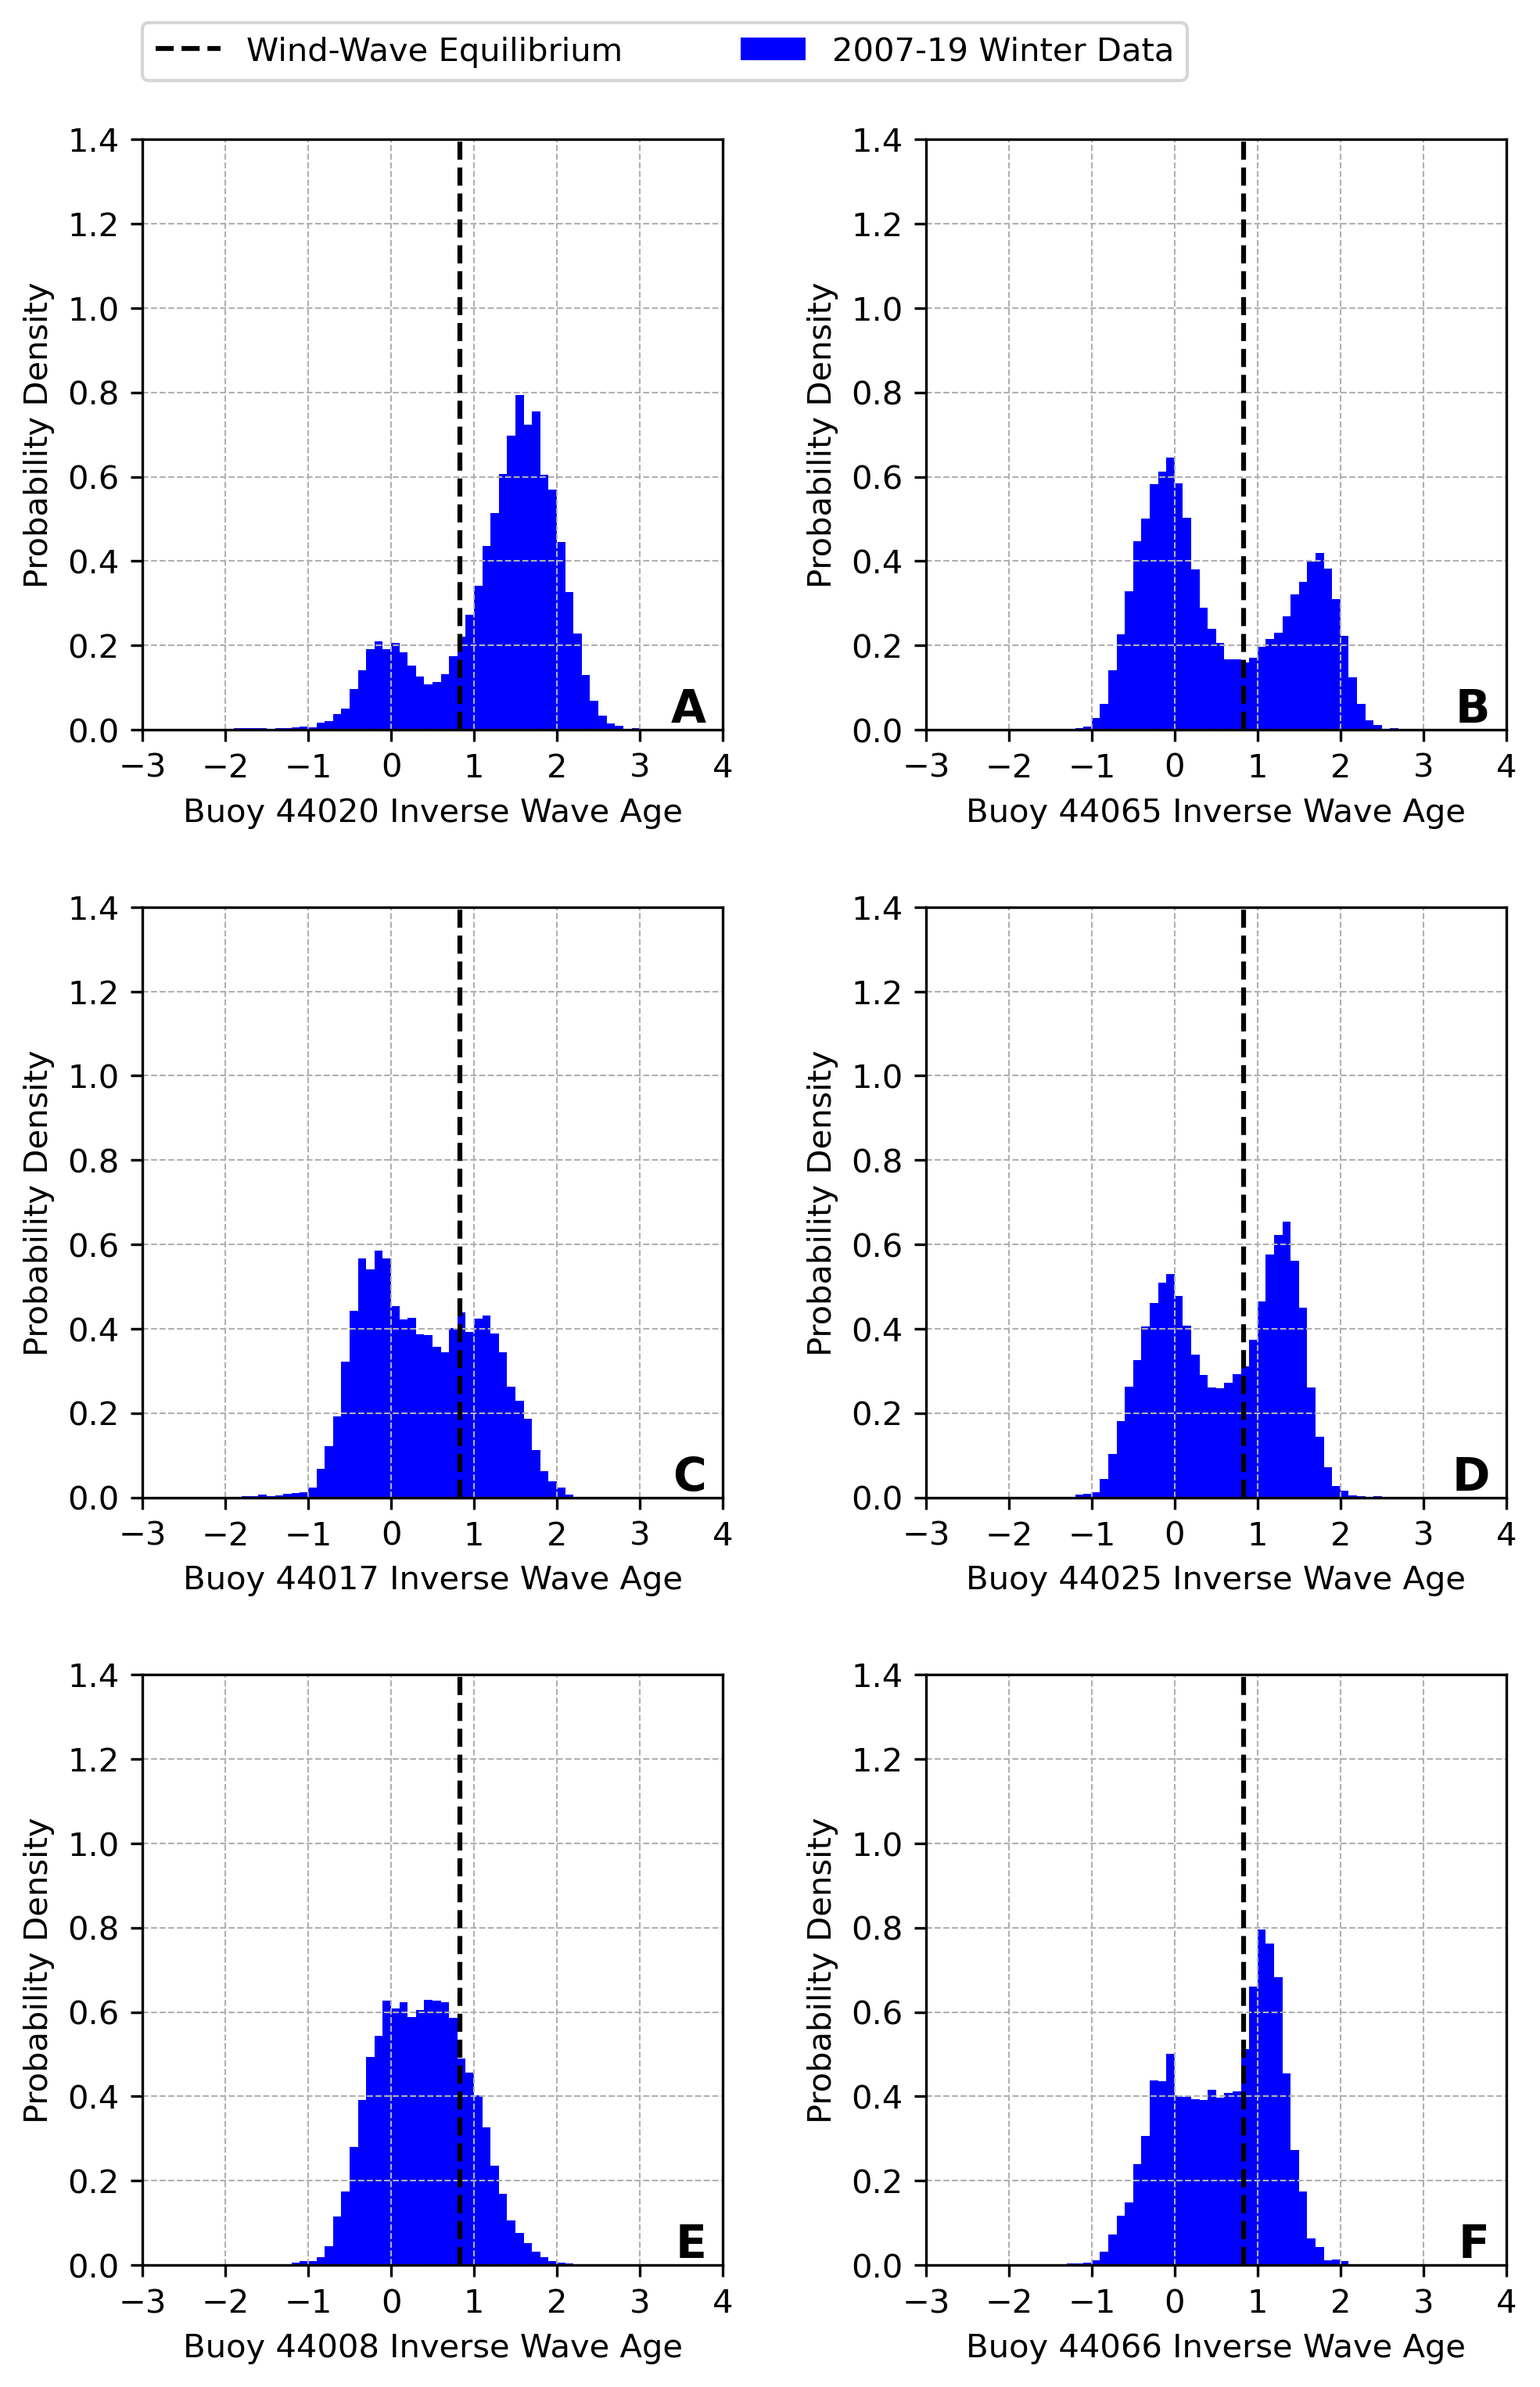 Wind-Wave Equilibrium 2007-19 Winter Data
1.4 1.2 1.0 0.8 0.6 0.4 0.2 0.0
Probability Density
A
−3 −2 −1 0 1 2 3 4
Buoy 44020 Inverse Wave Age
1.4 1.2 1.0 0.8 0.6 0.4 0.2 0.0
Probability Density
B
−3 −2 −1 0 1 2 3 4
Buoy 44065 Inverse Wave Age
1.4 1.2 1.0 0.8 0.6 0.4 0.2 0.0
Probability Density
C
−3 −2 −1 0 1 2 3 4
Buoy 44017 Inverse Wave Age
1.4 1.2 1.0 0.8 0.6 0.4 0.2 0.0
Probability Density
D
−3 −2 −1 0 1 2 3 4
Buoy 44025 Inverse Wave Age
1.4 1.2 1.0 0.8 0.6 0.4 0.2 0.0
Probability Density
E
−3 −2 −1 0 1 2 3 4
Buoy 44008 Inverse Wave Age
1.4 1.2 1.0 0.8 0.6 0.4 0.2 0.0
Probability Density
F
−3 −2 −1 0 1 2 3 4
Buoy 44066 Inverse Wave Age